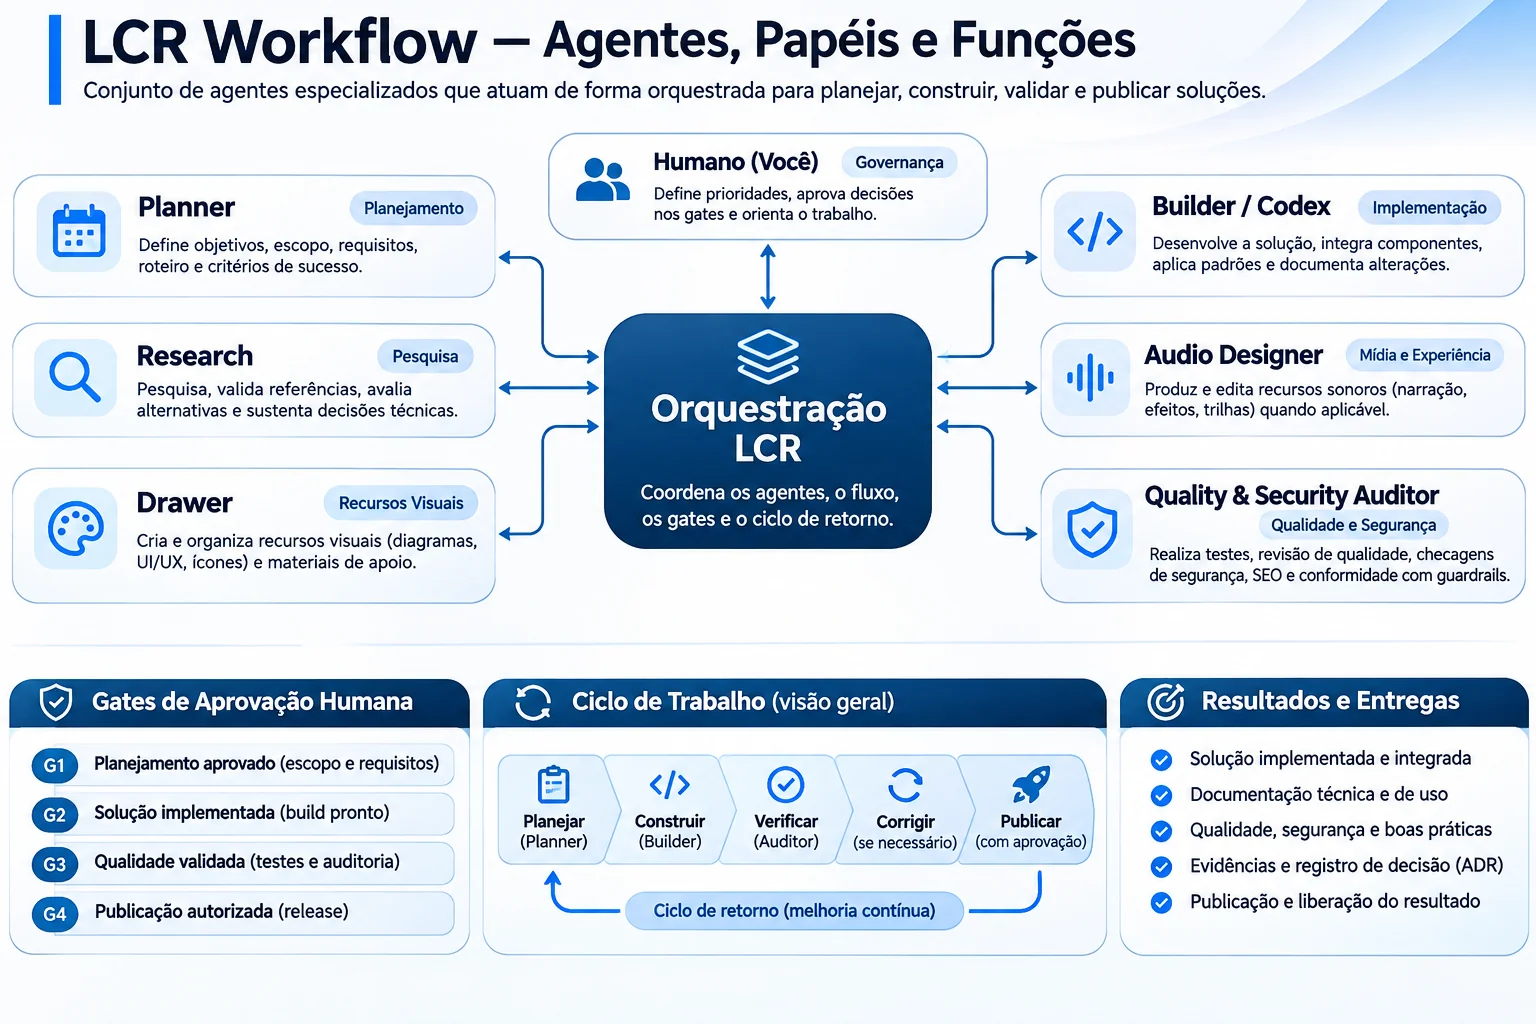 LCR Workflow – Agentes, Papéis e Funções
Conjunto de agentes especializados que atuam de forma orquestrada para planejar, construir, validar e publicar soluções.
Humano (Você)
Governança
Define prioridades, aprova decisões
nos gates e orienta o trabalho.
Planner
Planejamento
Define objetivos, escopo, requisitos,
roteiro e critérios de sucesso.
Research
Pesquisa
Pesquisa, valida referências, avalia
alternativas e sustenta decisões técnicas.
Drawer
Recursos Visuais
Cria e organiza recursos visuais (diagramas,
UI/UX, ícones) e materiais de apoio.
Orquestração
LCR
Coordena os agentes, o fluxo,
os gates e o ciclo de retorno.
Builder / Codex
Implementação
Desenvolve a solução, integra componentes,
aplica padrões e documenta alterações.
Audio Designer
Mídia e Experiência
Produz e edita recursos sonoros (narração,
efeitos, trilhas) quando aplicável.
Quality & Security Auditor
Qualidade e Segurança
Realiza testes, revisão de qualidade, checagens
de segurança, SEO e conformidade com guardrails.
Gates de Aprovação Humana
G1 Planejamento aprovado (escopo e requisitos)
G2 Solução implementada (build pronto)
G3 Qualidade validada (testes e auditoria)
G4 Publicação autorizada (release)
Ciclo de Trabalho (visão geral)
Planejar
(Planner)
Construir
(Builder)
Verificar
(Auditor)
Corrigir
(se necessário)
Publicar
(com aprovação)
Ciclo de retorno (melhoria contínua)
Resultados e Entregas
Solução implementada e integrada
Documentação técnica e de uso
Qualidade, segurança e boas práticas
Evidências e registro de decisão (ADR)
Publicação e liberação do resultado